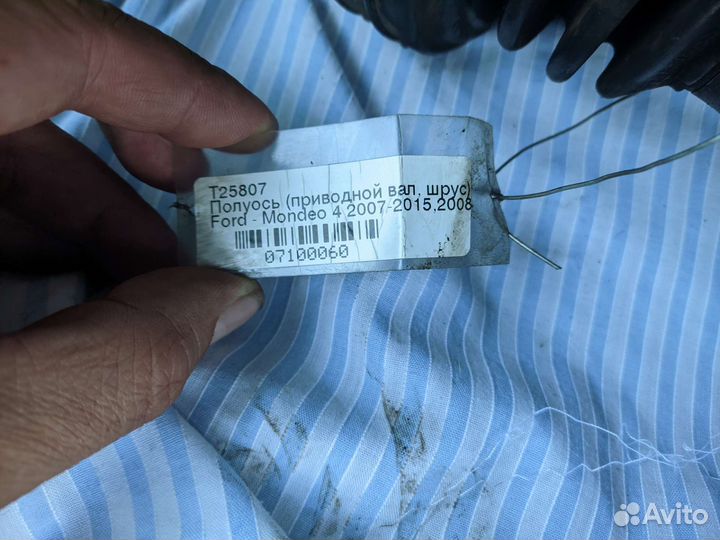 T25807
Полуось (приводной вал, шрус)
Ford - Mondeo 4 2007-2015,2008
07100060
Avito